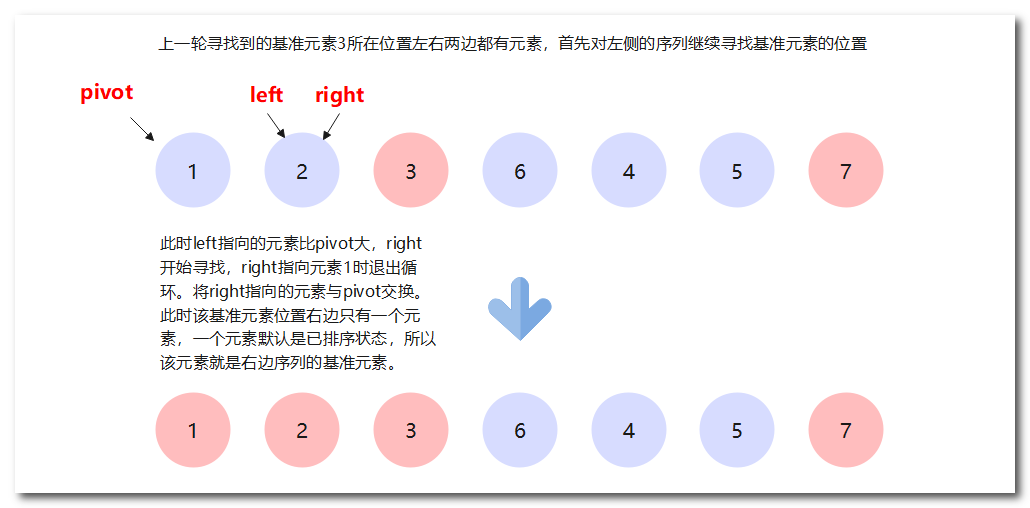 上一轮寻找到的基准元素3所在位置左右两边都有元素，首先对左侧的序列继续寻找基准元素的位置
pivot
left
right
1
2
3
6
4
5
7
此时left指向的元素比pivot大，right
开始寻找，right指向元素1时退出循
环。将right指向的元素与pivot交换。
此时该基准元素位置右边只有一个元
素，一个元素默认是已排序状态，所以
该元素就是右边序列的基准元素。
1
2
3
6
4
5
7